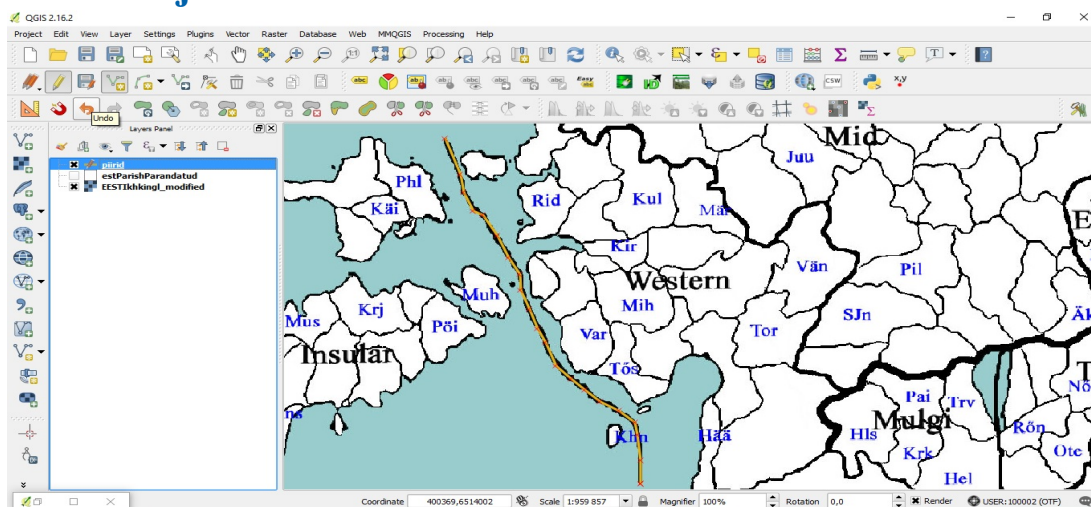 QGIS 2.16.2
Project Edit View Layer Settings Plugins Vector Raster Database Web MMQGIS Processing Help
Undo
Layers Panel
piirid
estParishParandatud
EESTIkhkingl_modified
Mid
Juu
Phl
Käi
Rid
Kul
Mär
Kir
Western
Vän
Pil
Mus
Krj
Pöi
Muh
Mih
Var
Tor
SJn
Insular
Tõs
Khn
Hää
Pai
Trv
Mulgi
Hls
Krk
Hel
Rõn
Ote
Coordinate 400369,6514002 Scale 1:959 857 Magnifier 100% Rotation 0,0 Render USER:100002 (OTF)